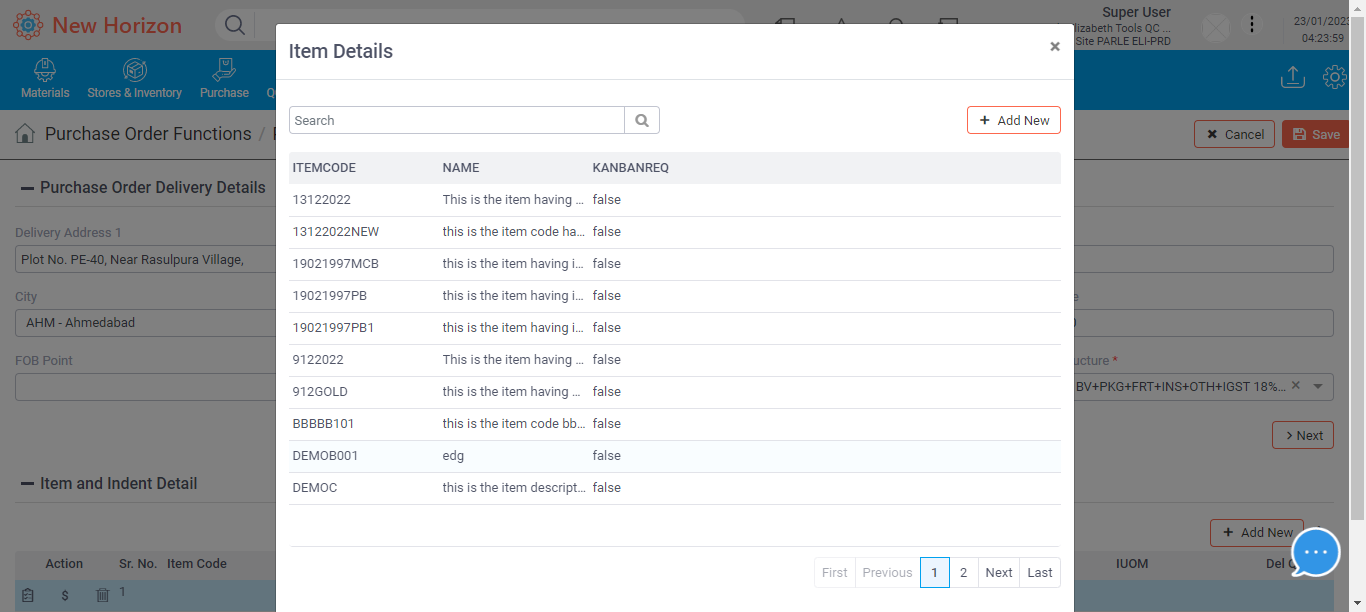 New Horizon
Super User
lizabeth Tools QC ...
Site PARLE ELI-PRD
23/01/2023
04:23:59
Materials
Stores & Inventory
Purchase
Purchase Order Functions /
Cancel
Save
Purchase Order Delivery Details
Delivery Address 1
Plot No. PE-40, Near Rasulpura Village,
City
AHM - Ahmedabad
FOB Point
ucture *
BV+PKG+FRT+INS+OTH+IGST 18%...
Next
Item and Indent Detail
Add New
Action Sr. No. Item Code IUOM Del
1
Item Details
×
Search
Add New
ITEMCODE NAME KANBANREQ
13122022 This is the item having ... false
13122022NEW this is the item code ha... false
19021997MCB this is the item having i... false
19021997PB this is the item having i... false
19021997PB1 this is the item having i... false
9122022 This is the item having ... false
912GOLD this is the item having ... false
BBBBB101 this is the item code bb... false
DEMOB001 edg false
DEMOC this is the item descript... false
First Previous 1 2 Next Last